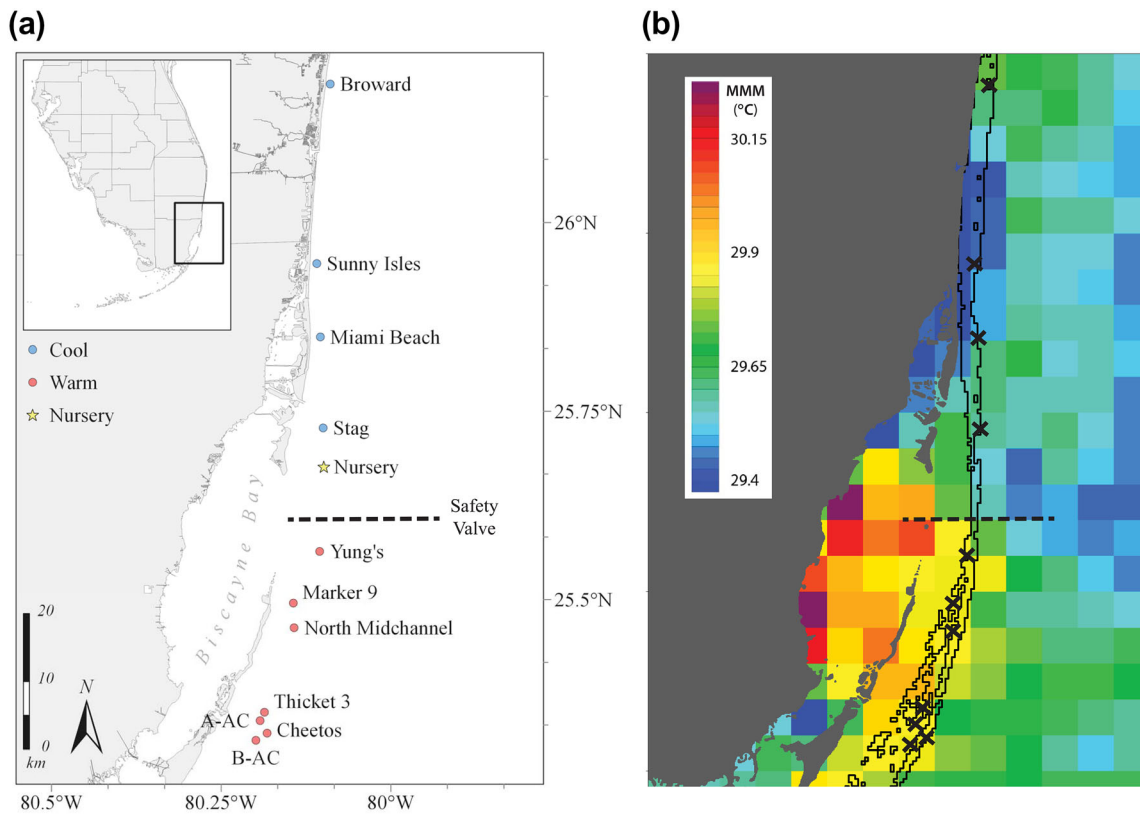 (a)
Broward
26°N
Sunny Isles
Cool
Miami Beach
Warm
25.75°N
Nursery
Stag
Nursery
Safety
Valve
Biscayne Bay
Yung's
Marker 9
25.5°N
20
North Midchannel
10
N
Thicket 3
A-AC
Cheetos
0
B-AC
km
80.5°W
80.25°W
80°W
(b)
MMM
(°C)
30.15
29.9
29.65
29.4